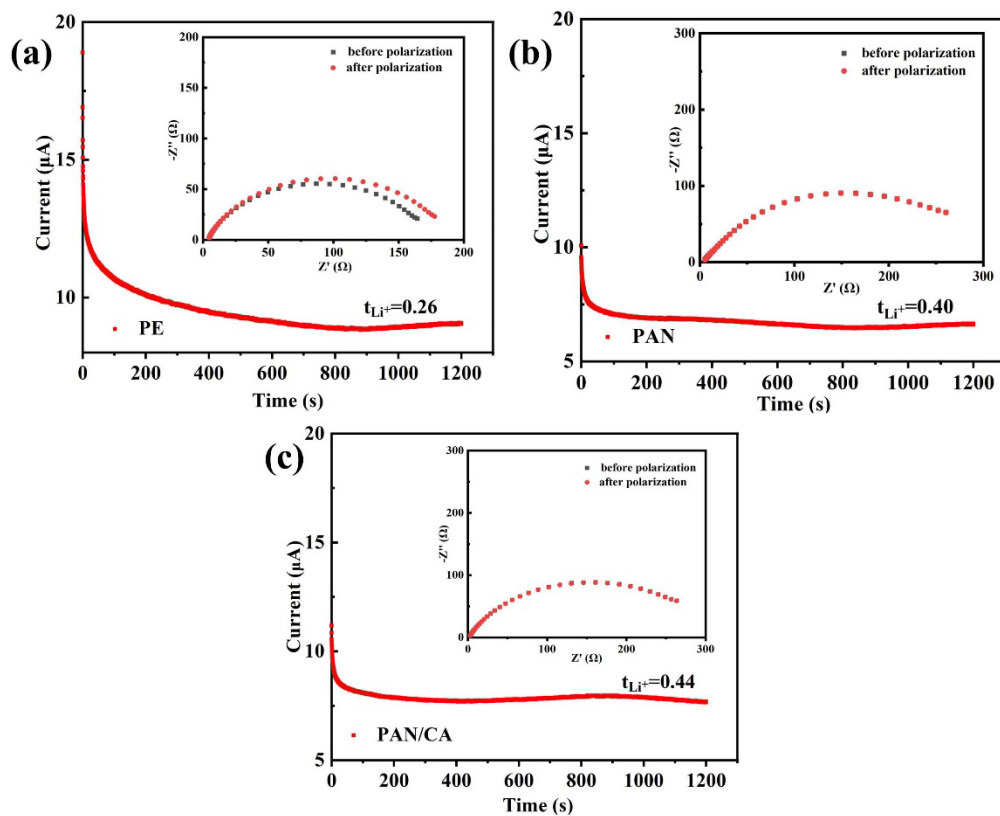 (a)
20
15
10
Current (μA)
PE
tLi+=0.26
0 200 400 600 800 1000 1200
Time (s)
200
150
100
50
0
-Z'' (Ω)
before polarization
after polarization
0 50 100 150 200
Z' (Ω)
(b)
20
15
10
5
Current (μA)
PAN
tLi+=0.40
0 200 400 600 800 1000 1200
Time (s)
300
200
100
0
-Z'' (Ω)
before polarization
after polarization
0 100 200 300
Z' (Ω)
(c)
20
15
10
5
Current (μA)
PAN/CA
tLi+=0.44
0 200 400 600 800 1000 1200
Time (s)
300
200
100
0
-Z'' (Ω)
before polarization
after polarization
0 100 200 300
Z' (Ω)